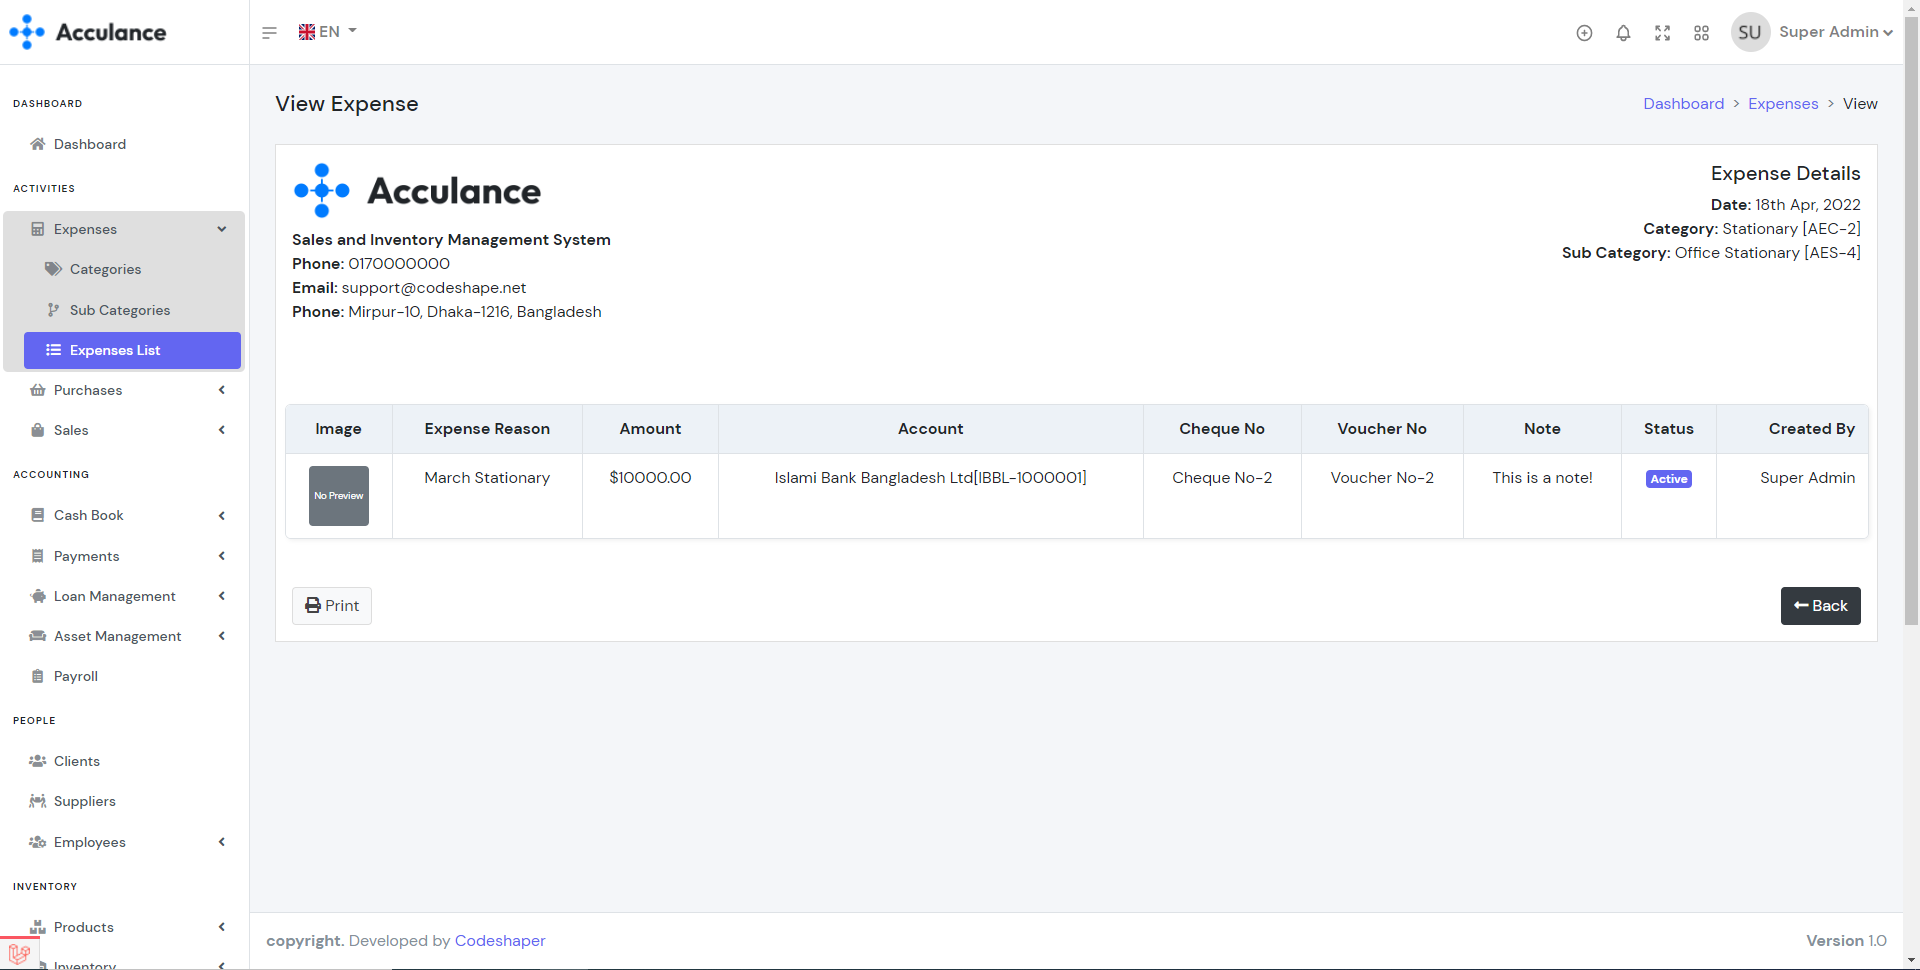 Acculance
EN
SU Super Admin
DASHBOARD
Dashboard
ACTIVITIES
Expenses
Categories
Sub Categories
Expenses List
Purchases
Sales
ACCOUNTING
Cash Book
Payments
Loan Management
Asset Management
Payroll
PEOPLE
Clients
Suppliers
Employees
INVENTORY
Products
Inventory
View Expense
Dashboard > Expenses > View
Acculance
Sales and Inventory Management System
Phone: 0170000000
Email: support@codeshape.net
Phone: Mirpur-10, Dhaka-1216, Bangladesh
Expense Details
Date: 18th Apr, 2022
Category: Stationary [AEC-2]
Sub Category: Office Stationary [AES-4]
Image Expense Reason Amount Account Cheque No Voucher No Note Status Created By
No Preview March Stationary $10000.00 Islami Bank Bangladesh Ltd[IBBL-1000001] Cheque No-2 Voucher No-2 This is a note! Active Super Admin
Print
Back
copyright. Developed by Codeshaper
Version 1.0